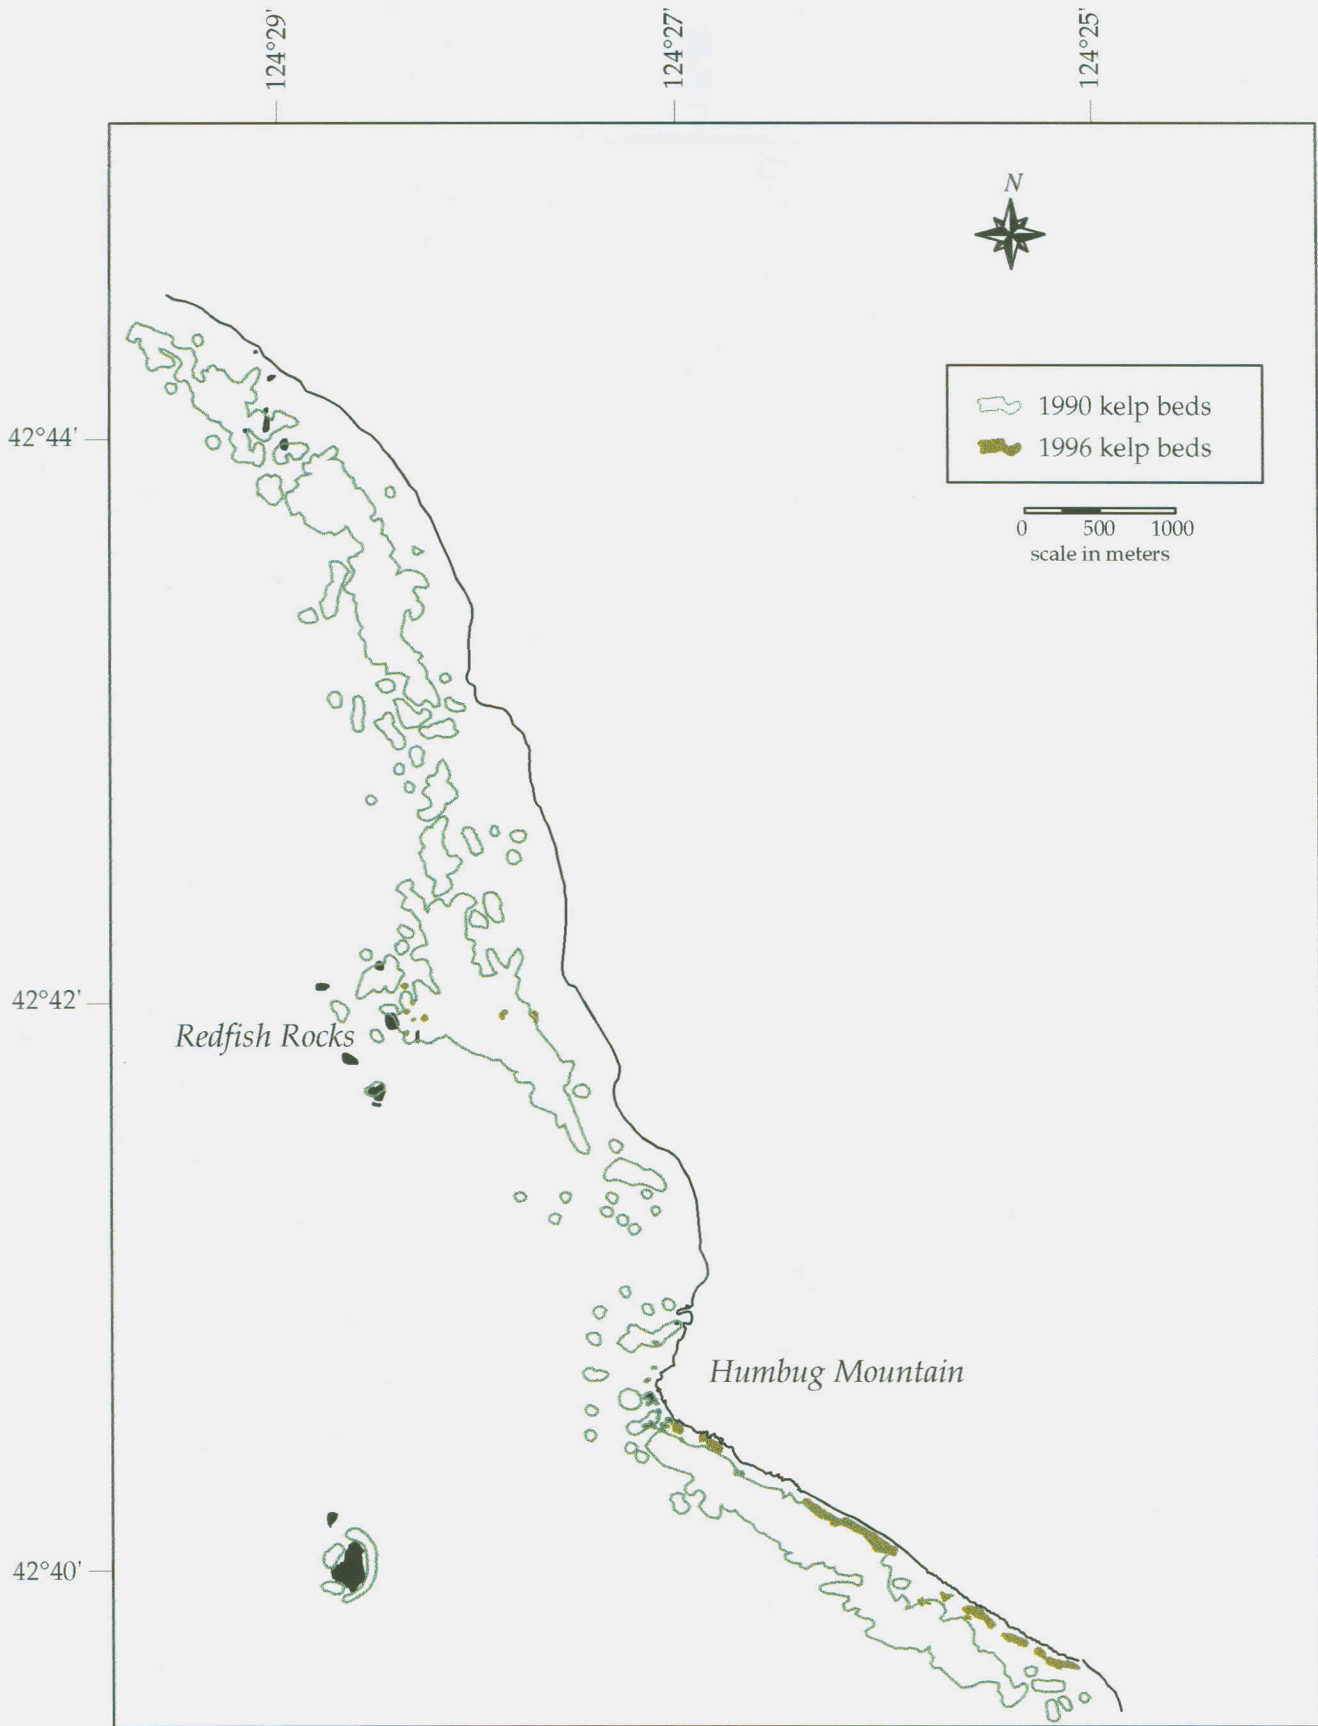 124°29'
124°27'
124°25'
N
1990 kelp beds
42°44'
1996 kelp beds
0 500 1000
scale in meters
42°42'
Redfish Rocks
Humbug Mountain
42°40'